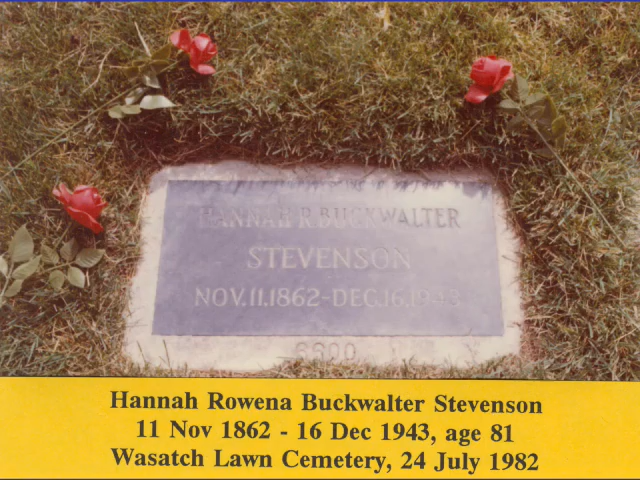 HANNAH R. BUCKWALTER
STEVENSON
NOV. 11. 1862 - DEC. 16. 1943
6600
Hannah Rowena Buckwalter Stevenson
11 Nov 1862 - 16 Dec 1943, age 81
Wasatch Lawn Cemetery, 24 July 1982